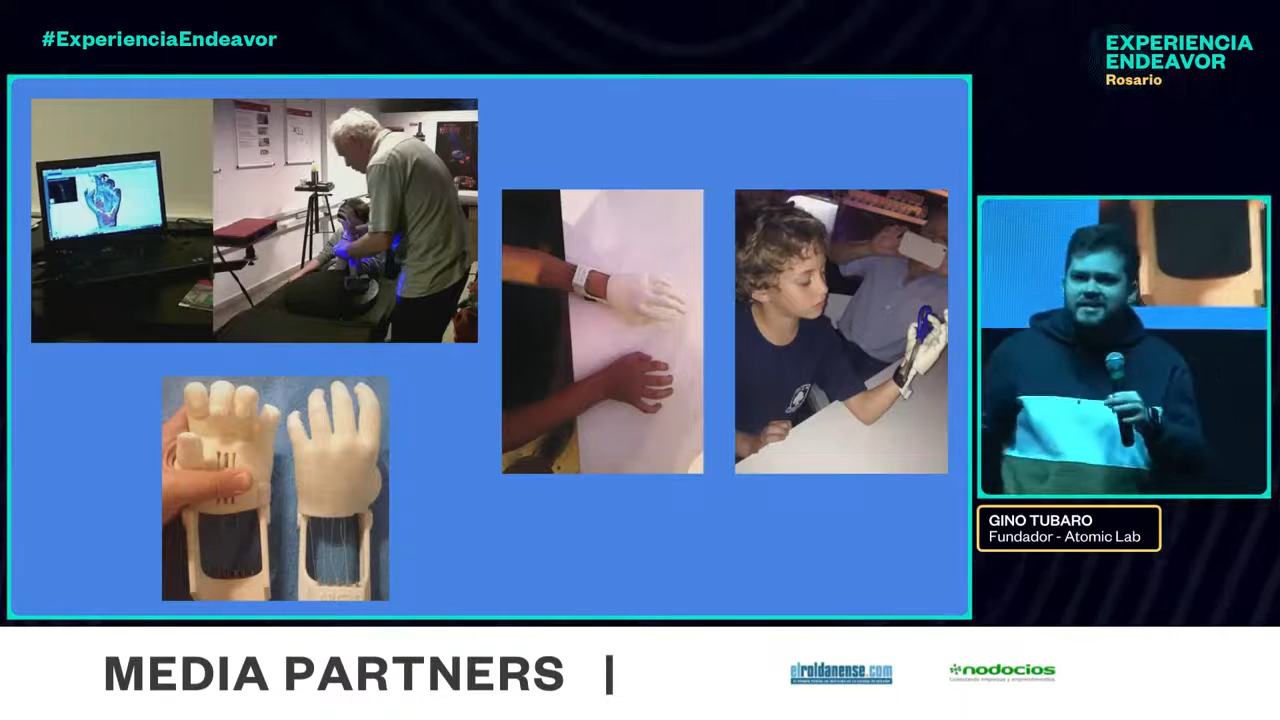 #ExperienciaEndeavor
EXPERIENCIA
ENDEAVOR
Rosario
GINO TUBARO
Fundador - Atomic Lab
MEDIA PARTNERS |
elroldanense.com
nodocios